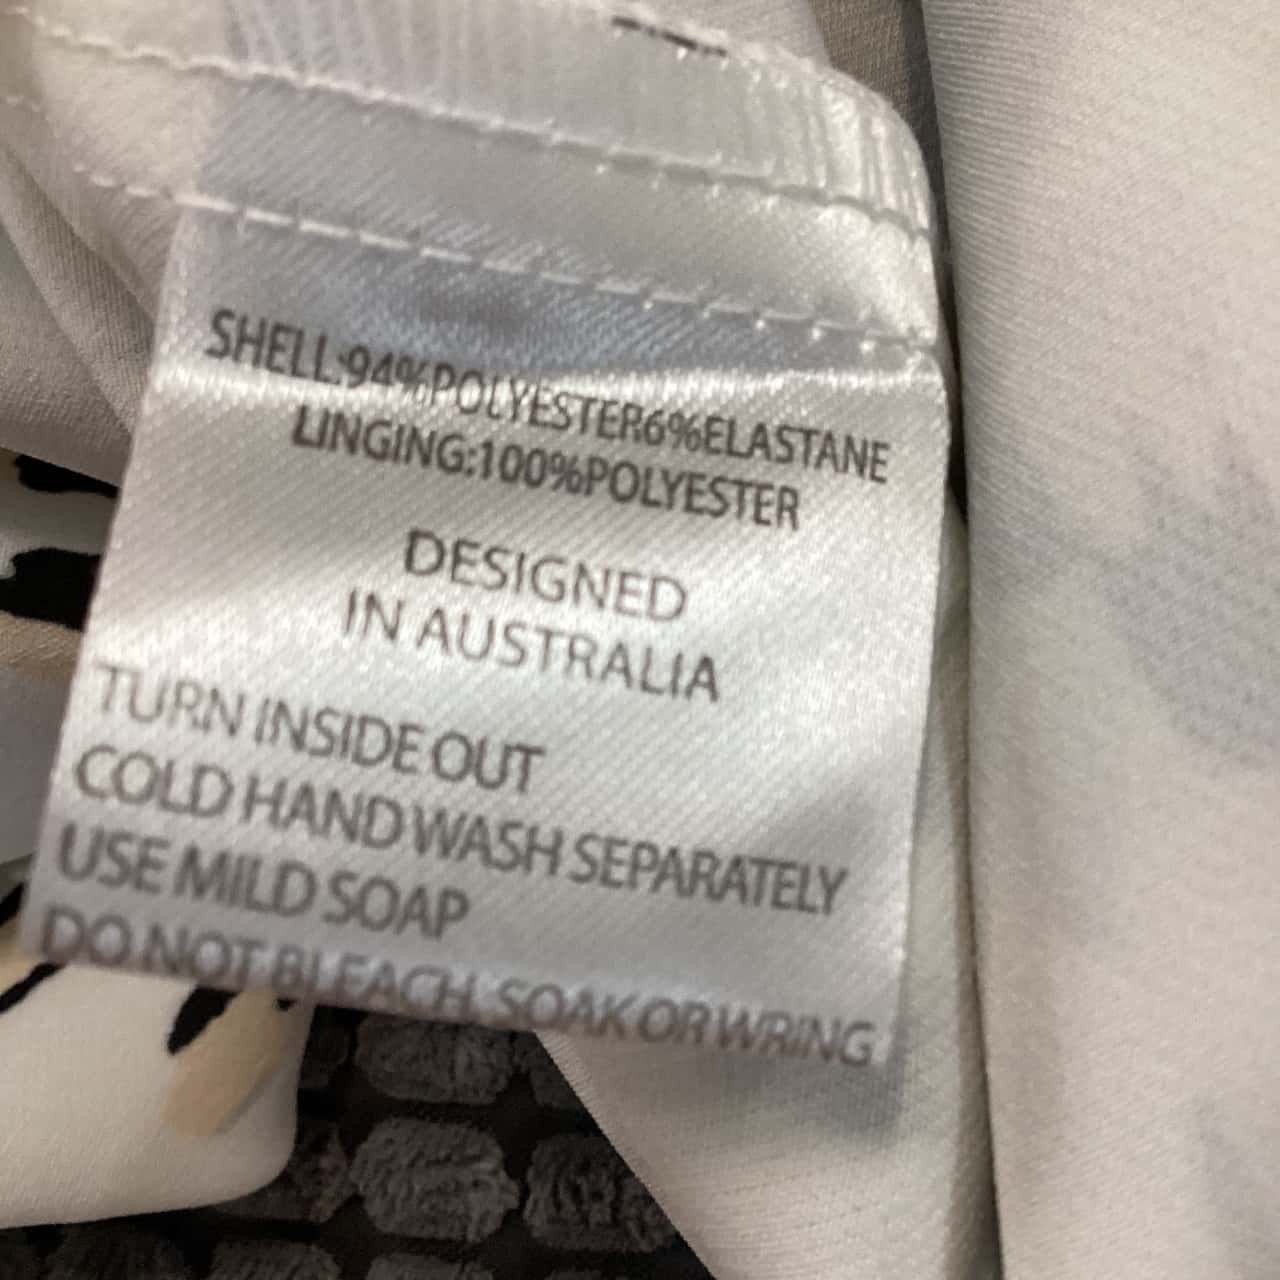 SHELL:94%POLYESTER6%ELASTANE
LINGING:100%POLYESTER
DESIGNED
IN AUSTRALIA
TURN INSIDE OUT
COLD HAND WASH SEPARATELY
USE MILD SOAP
DO NOT BLEACH, SOAK OR WRING